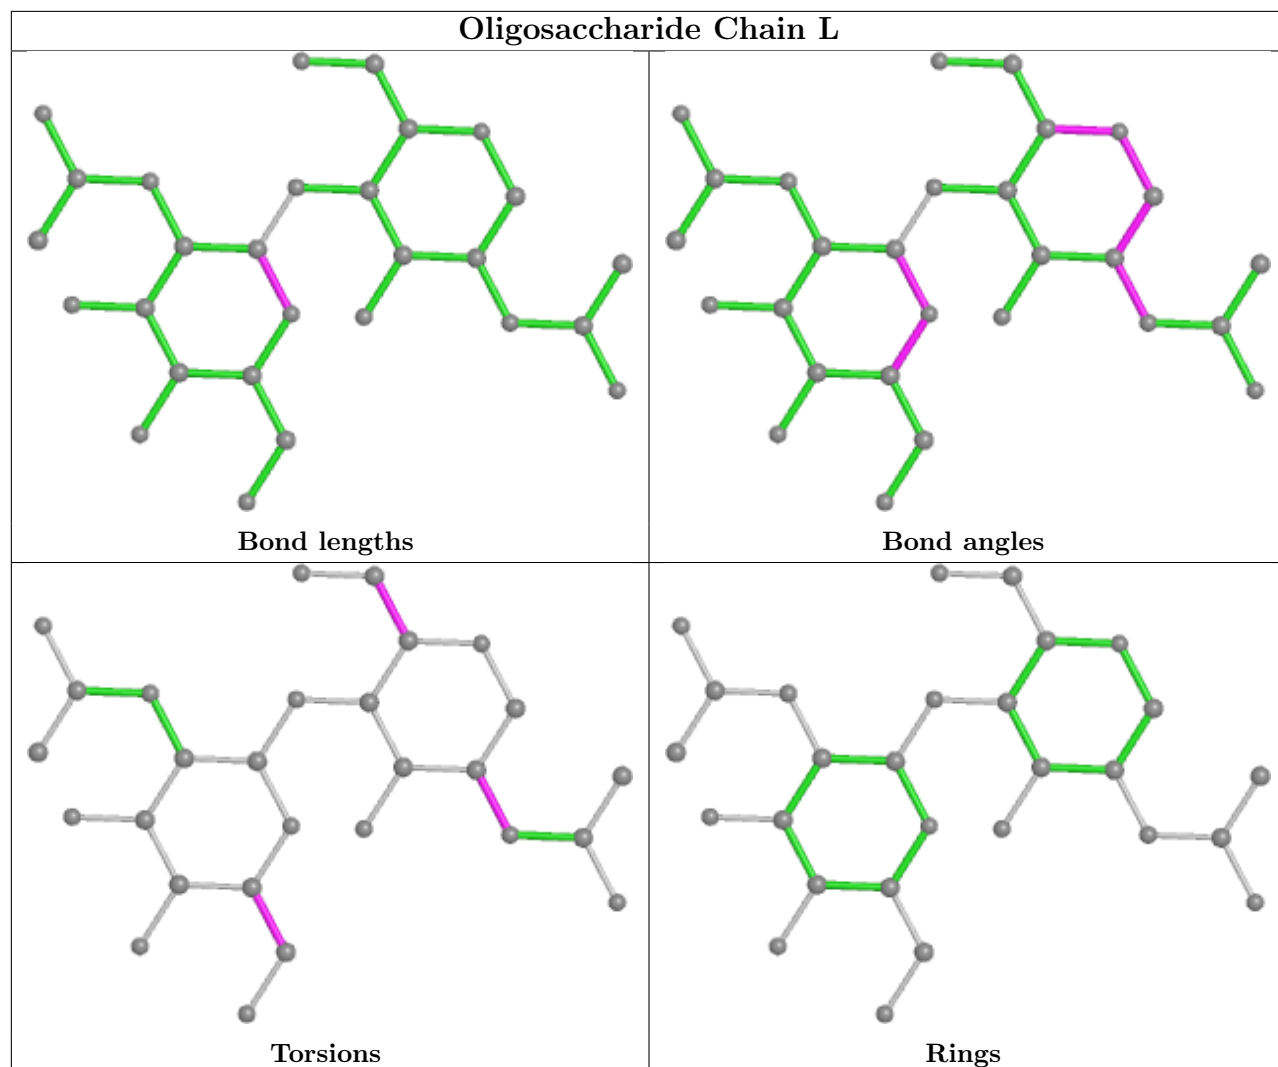 Oligosaccharide Chain L
Bond lengths
Bond angles
Torsions
Rings